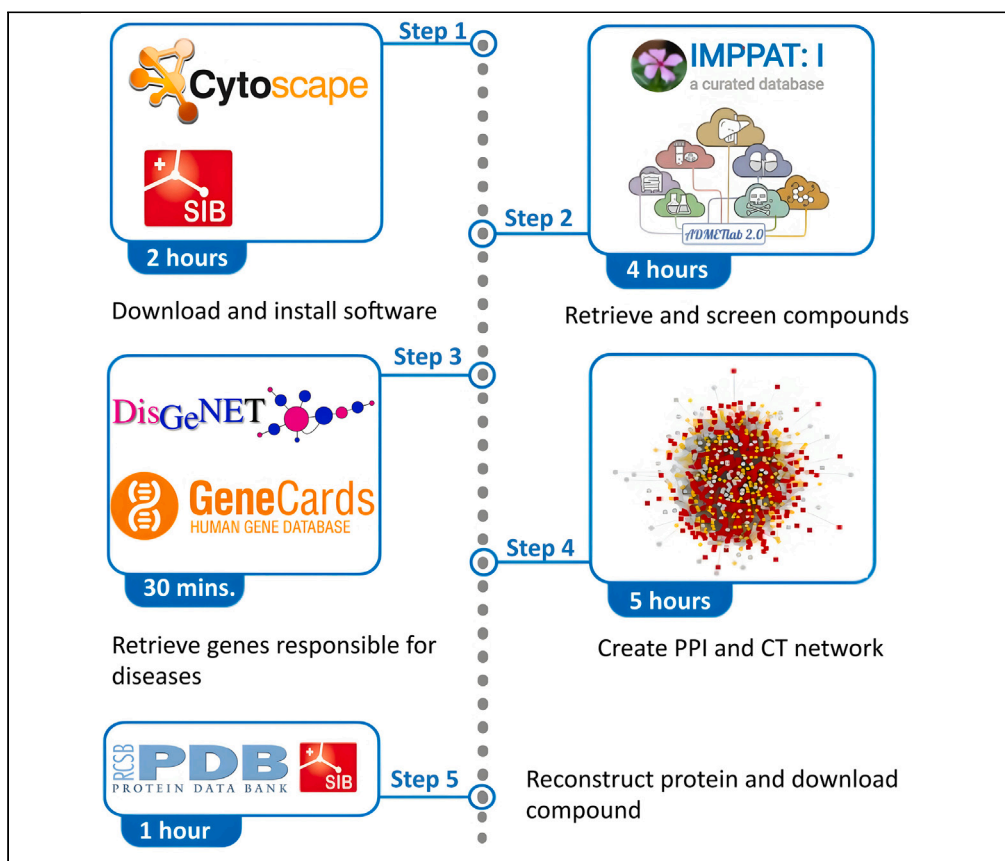 Step 1
Cytoscape
SIB
2 hours
Download and install software
IMPPAT: I
a curated database
ADMETlab 2.0
Step 2
4 hours
Retrieve and screen compounds
Step 3
DisGeNET
GeneCards
HUMAN GENE DATABASE
30 mins.
Retrieve genes responsible for
diseases
Step 4
5 hours
Create PPI and CT network
RCSB
PDB
PROTEIN DATA BANK
SIB
Step 5
1 hour
Reconstruct protein and download
compound